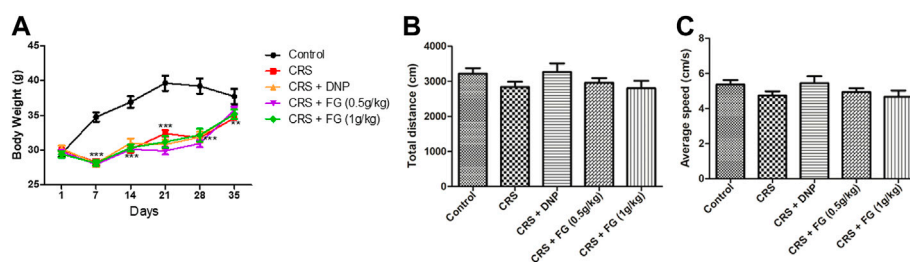 A
Body Weight (g)
45
40
35
30
25
***
***
***
***
**
1 7 14 21 28 35
Days
Control
CRS
CRS + DNP
CRS + FG (0.5g/kg)
CRS + FG (1g/kg)
B
Total distance (cm)
4000
3000
2000
1000
0
Control
CRS
CRS + DNP
CRS + FG (0.5g/kg)
CRS + FG (1g/kg)
C
Average speed (cm/s)
8
6
4
2
0
Control
CRS
CRS + DNP
CRS + FG (0.5g/kg)
CRS + FG (1g/kg)